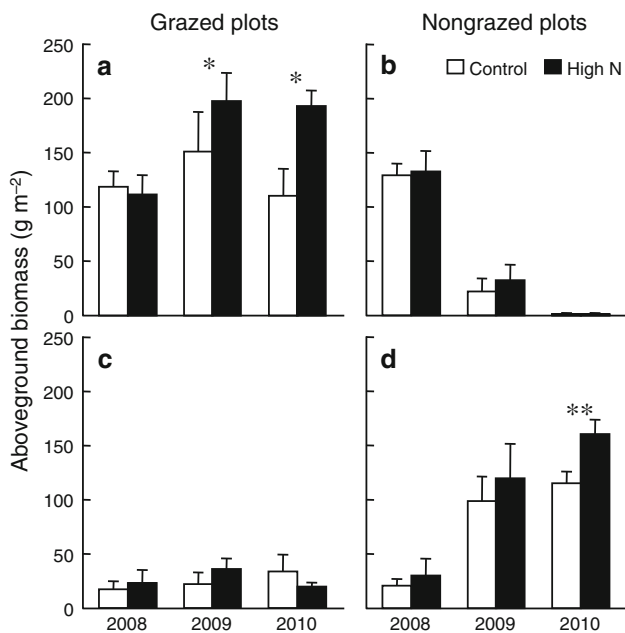 Grazed plots
Nongrazed plots
Aboveground biomass (g m⁻²)
a
b
Control
High N
250
200
150
100
50
0
*
*
c
d
250
200
150
100
50
0
**
2008 2009 2010
2008 2009 2010